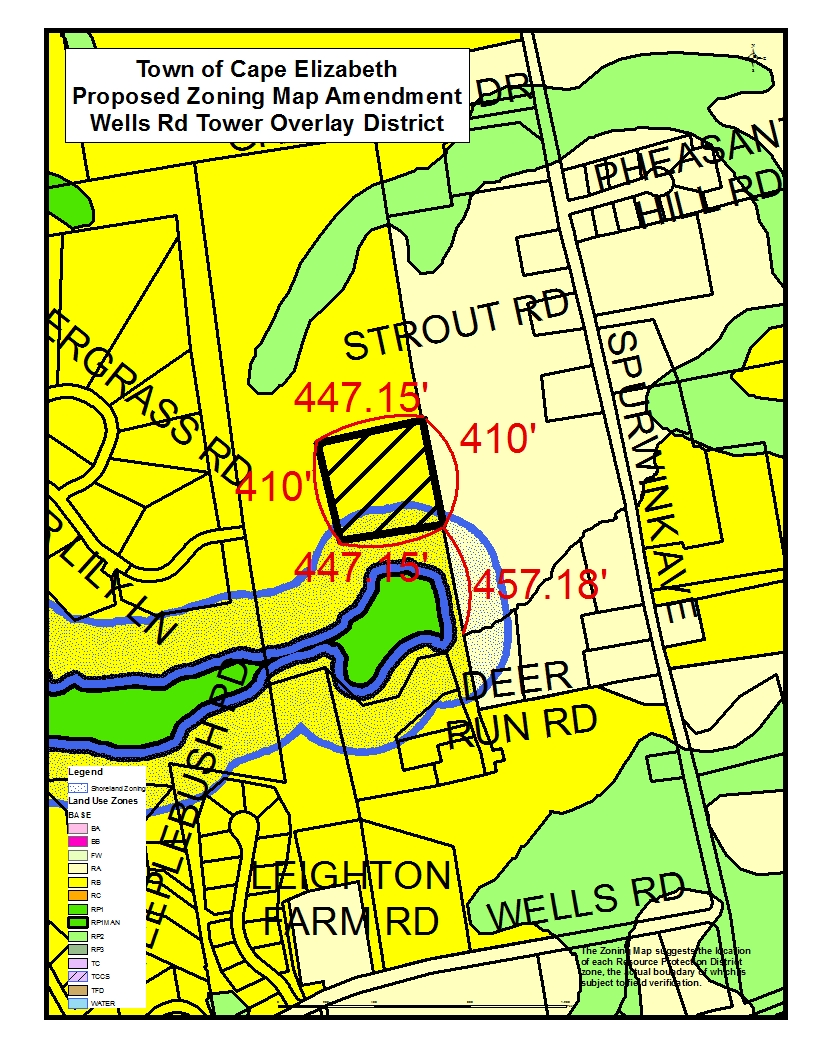 Town of Cape Elizabeth
Proposed Zoning Map Amendment
Wells Rd Tower Overlay District
DR
PHEASANT
HILL RD
STROUT RD
ERGRASS RD
SPURWINK AVE
447.15'
410'
410'
447.15'
457.18'
LILY LN
DEER
RUN RD
LEIGHTON
FARM RD
WELLS RD
Legend
Shoreland Zoning
Land Use Zones
BASE
BA
BB
FW
RA
RB
RC
RP1
RP1MAN
RP2
RP3
TC
TCCS
TFD
WATER
The Zoning Map suggests the location
of each Resource Protection District
zone, the actual boundary of which is
subject to field verification.